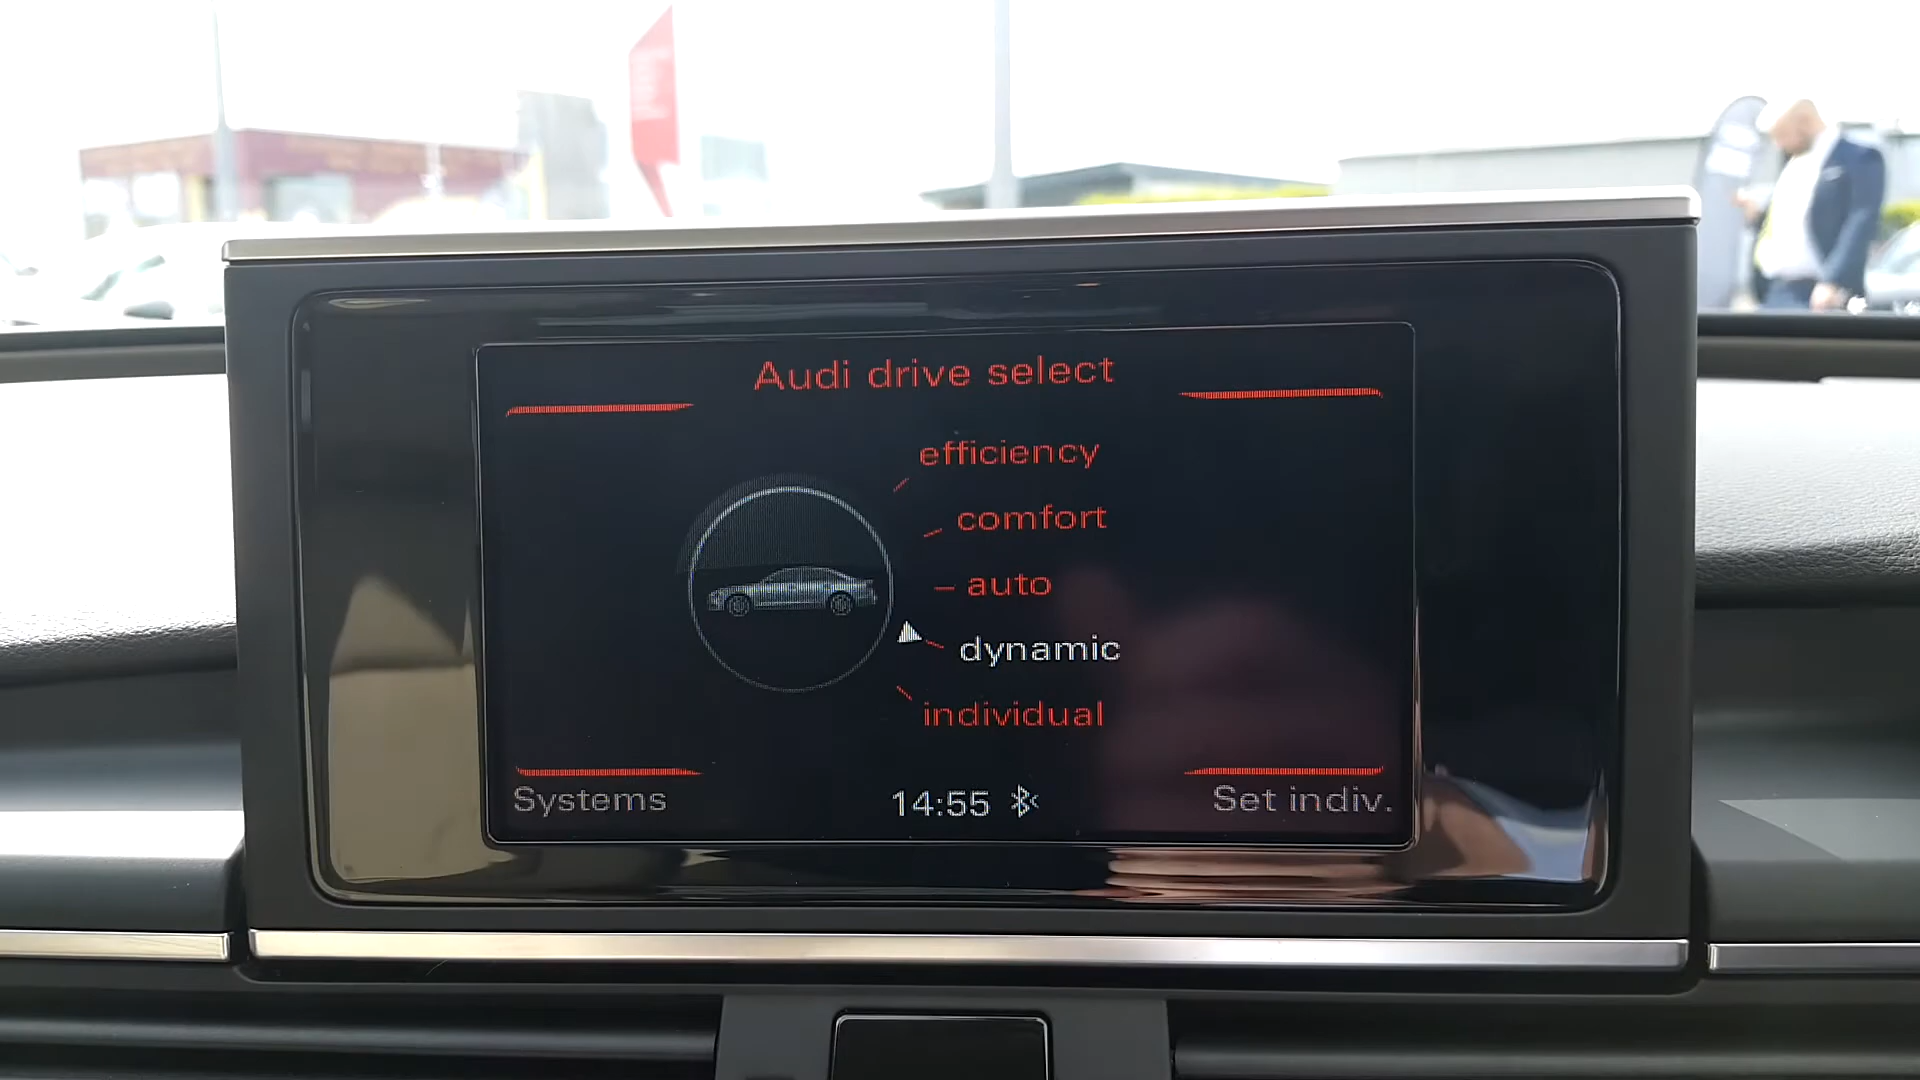 Audi drive select
efficiency
comfort
auto
dynamic
individual
Systems
14:55
Set indiv.